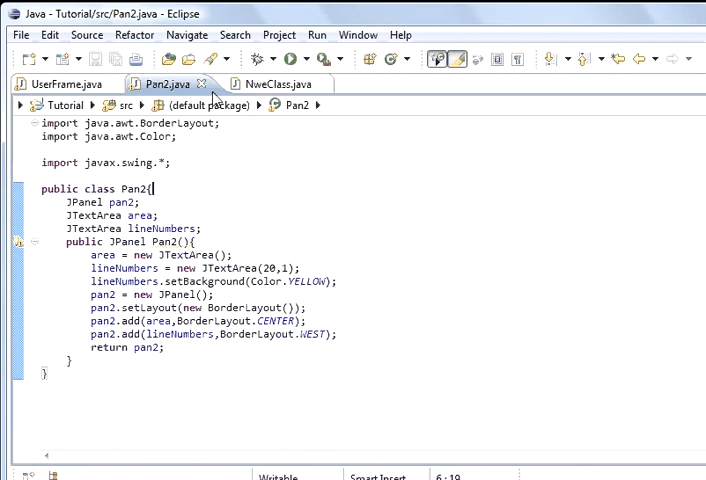 Java - Tutorial/src/Pan2.java - Eclipse
File Edit Source Refactor Navigate Search Project Run Window Help
UserFrame.java Pan2.java NweClass.java
Tutorial src (default package) Pan2
import java.awt.BorderLayout;
import java.awt.Color;
import javax.swing.*;
public class Pan2{
JPanel pan2;
JTextArea area;
JTextArea lineNumbers;
public JPanel Pan2(){
area = new JTextArea();
lineNumbers = new JTextArea(20,1);
lineNumbers.setBackground(Color.YELLOW);
pan2 = new JPanel();
pan2.setLayout(new BorderLayout());
pan2.add(area,BorderLayout.CENTER);
pan2.add(lineNumbers,BorderLayout.WEST);
return pan2;
}
}
Writable Smart Insert 6 : 19